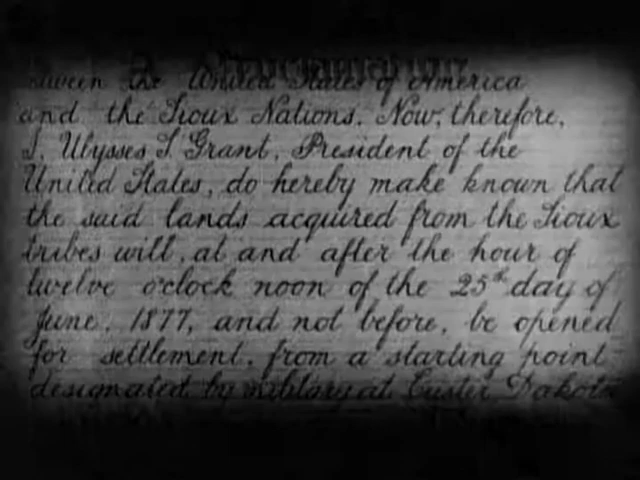 A Proclamation
between the United States of America
and the Sioux Nations. Now, therefore,
I, Ulysses S Grant, President of the
United States, do hereby make known that
the said lands acquired from the Sioux
tribes will, at and after the hour of
twelve o'clock noon of the 25th day of
June, 1877, and not before, be opened
for settlement, from a starting point
designated by military at Custer Dakota